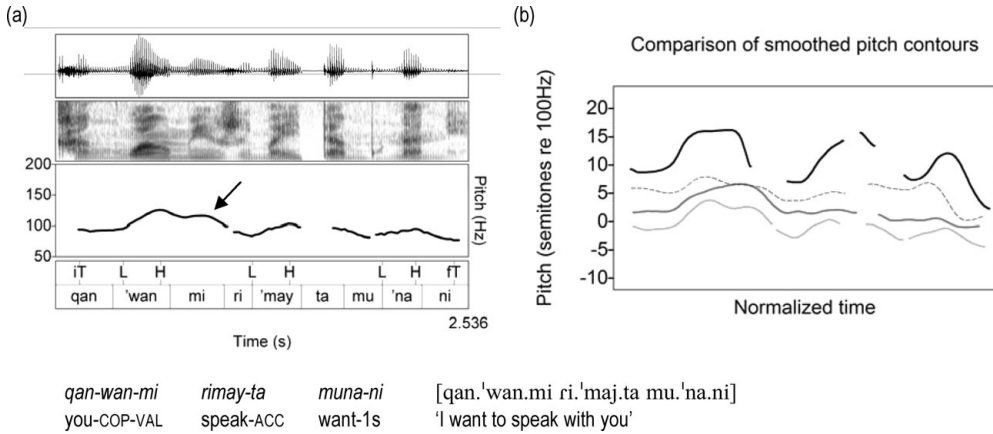 (a)
200
150
100
50
Pitch (Hz)
iT L H L H L H fT
qan 'wan mi ri 'may ta mu 'na ni
2.536
Time (s)
(b)
Comparison of smoothed pitch contours
Pitch (semitones re 100Hz)
20
15
10
5
0
-5
-10
Normalized time
qan-wan-mi rimay-ta muna-ni [qan.ˈwan.mi ɾi.ˈmaj.ta mu.ˈna.ni]
you-COP-VAL speak-ACC want-1s ‘I want to speak with you’